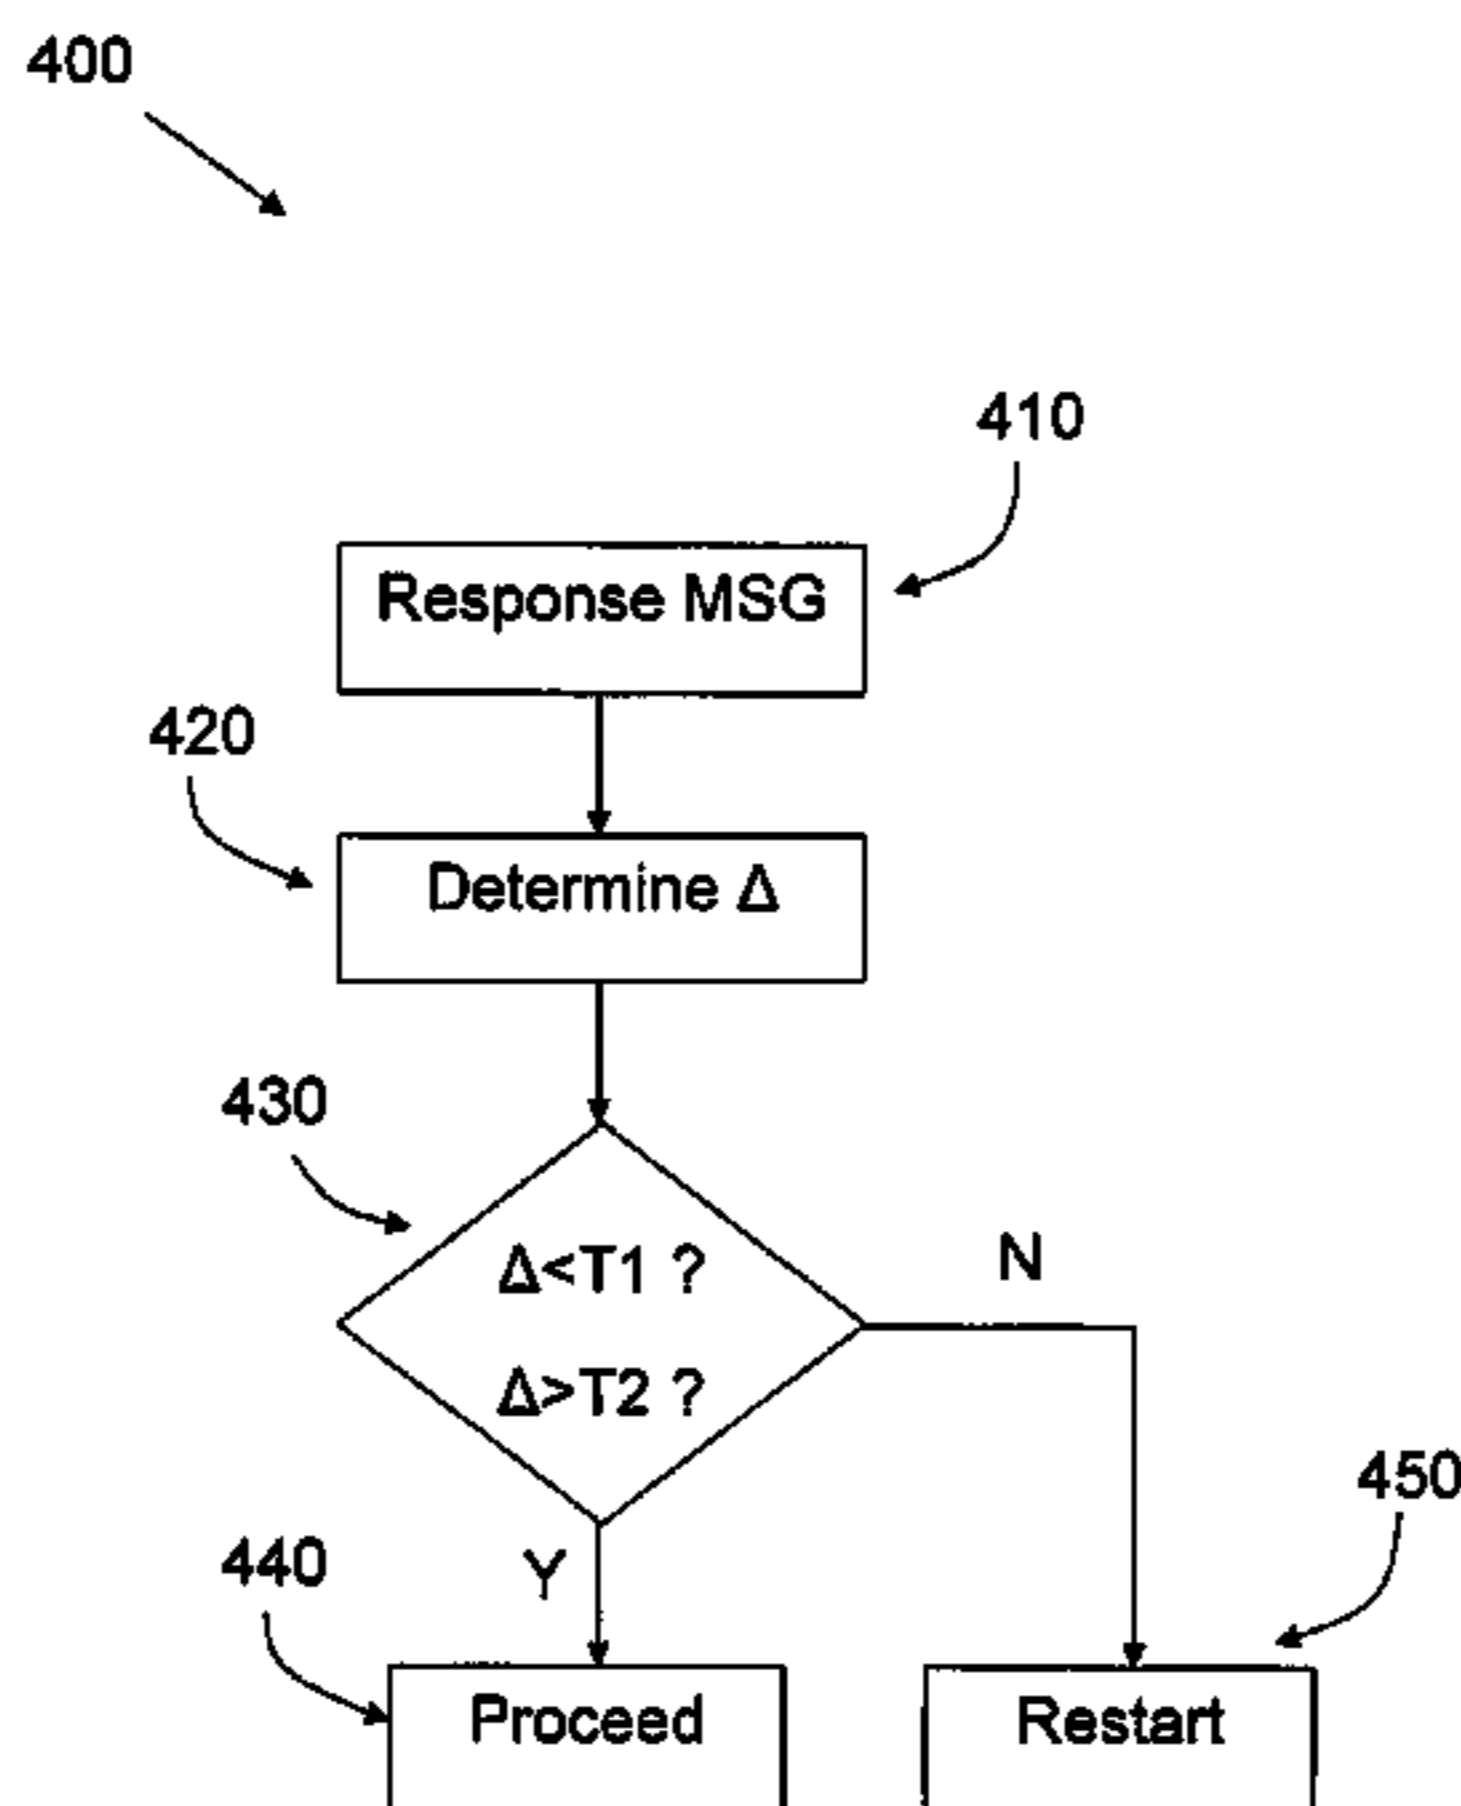 400
410
Response MSG
420
Determine Δ
430
Δ<T1 ?
N
Δ>T2 ?
450
440
Y
Proceed
Restart